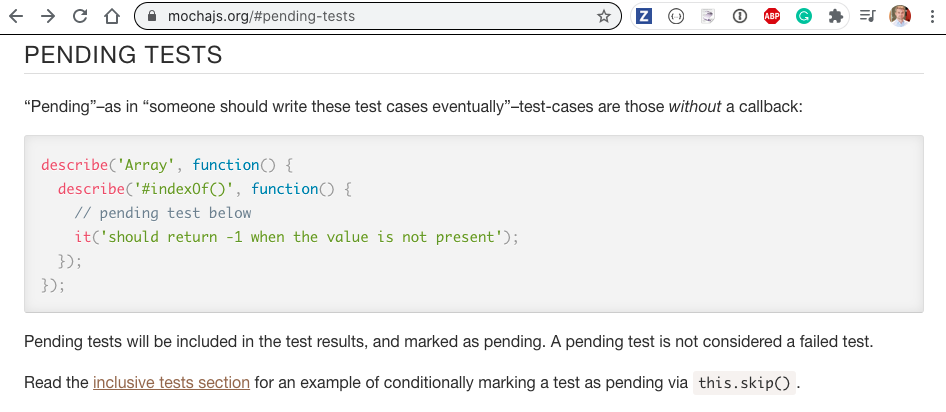 mochajs.org/#pending-tests
Z
ABP
G
PENDING TESTS
“Pending”–as in “someone should write these test cases eventually”–test-cases are those without a callback:
describe('Array', function() {
  describe('#indexOf()', function() {
    // pending test below
    it('should return -1 when the value is not present');
  });
});
Pending tests will be included in the test results, and marked as pending. A pending test is not considered a failed test.
Read the inclusive tests section for an example of conditionally marking a test as pending via this.skip().